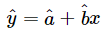 ŷ = â + b̂x